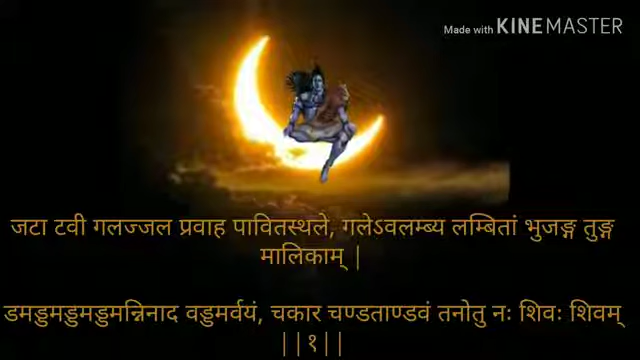 Made with KINEMASTER
जटा टवी गलज्जल प्रवाह पावितस्थले, गलेऽवलम्ब्य लम्बितां भुजङ्ग तुङ्ग
मालिकाम् |
डमड्डमड्डमड्डमन्निनाद वड्डमर्वयं, चकार चण्डताण्डवं तनोतु नः शिवः शिवम्
||१||